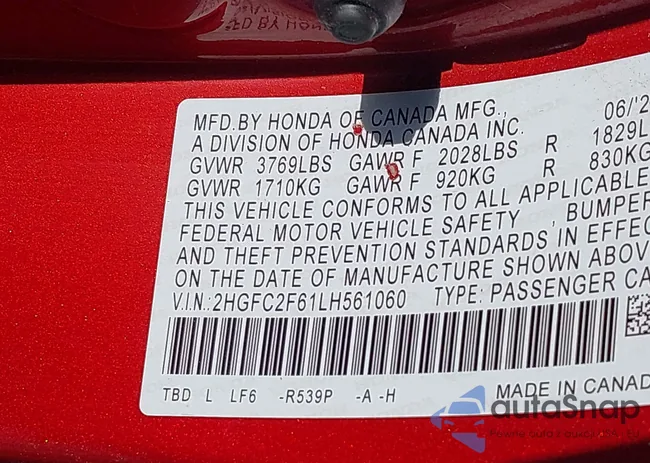 MFD.BY HONDA OF CANADA MFG.,
A DIVISION OF HONDA CANADA INC. 06/'2
GVWR 3769LBS GAWR F 2028LBS R 1829L
GVWR 1710KG GAWR F 920KG R 830KG
THIS VEHICLE CONFORMS TO ALL APPLICABLE
FEDERAL MOTOR VEHICLE SAFETY , BUMPER
AND THEFT PREVENTION STANDARDS IN EFFEC
ON THE DATE OF MANUFACTURE SHOWN ABOV
V.I.N.:2HGFC2F61LH561060 TYPE: PASSENGER CA
TBD L LF6 -R539P -A -H
MADE IN CANAD
autoSnap